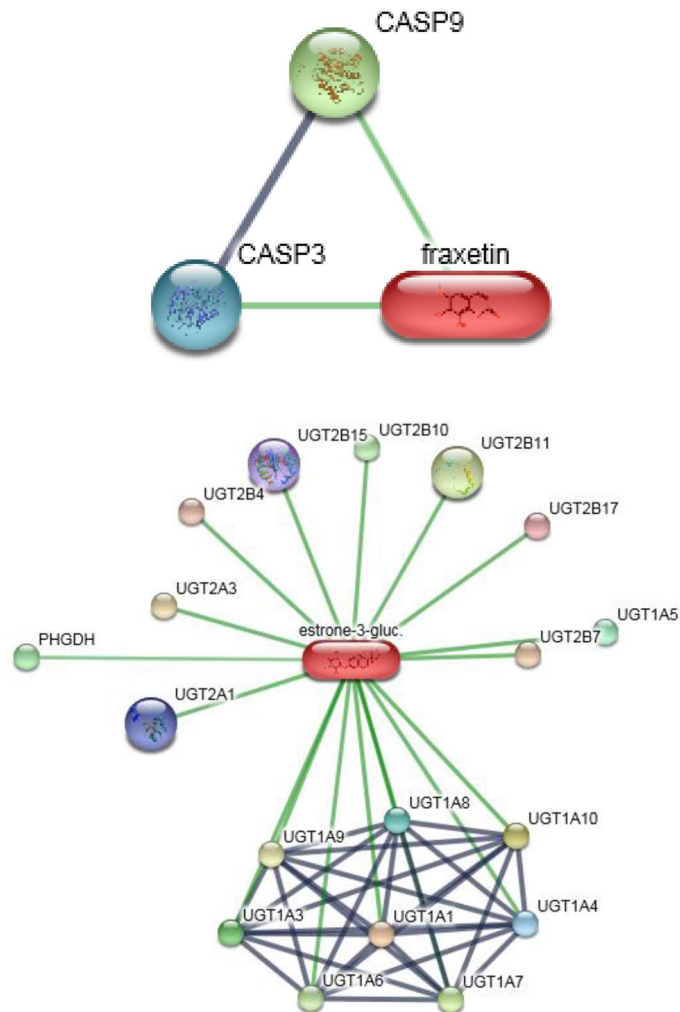 CASP9
CASP3
fraxetin
UGT2B15
UGT2B10
UGT2B11
UGT2B4
UGT2B17
UGT2A3
UGT1A5
estrone-3-gluc.
PHGDH
UGT2B7
UGT2A1
UGT1A8
UGT1A10
UGT1A9
UGT1A3
UGT1A1
UGT1A4
UGT1A6
UGT1A7